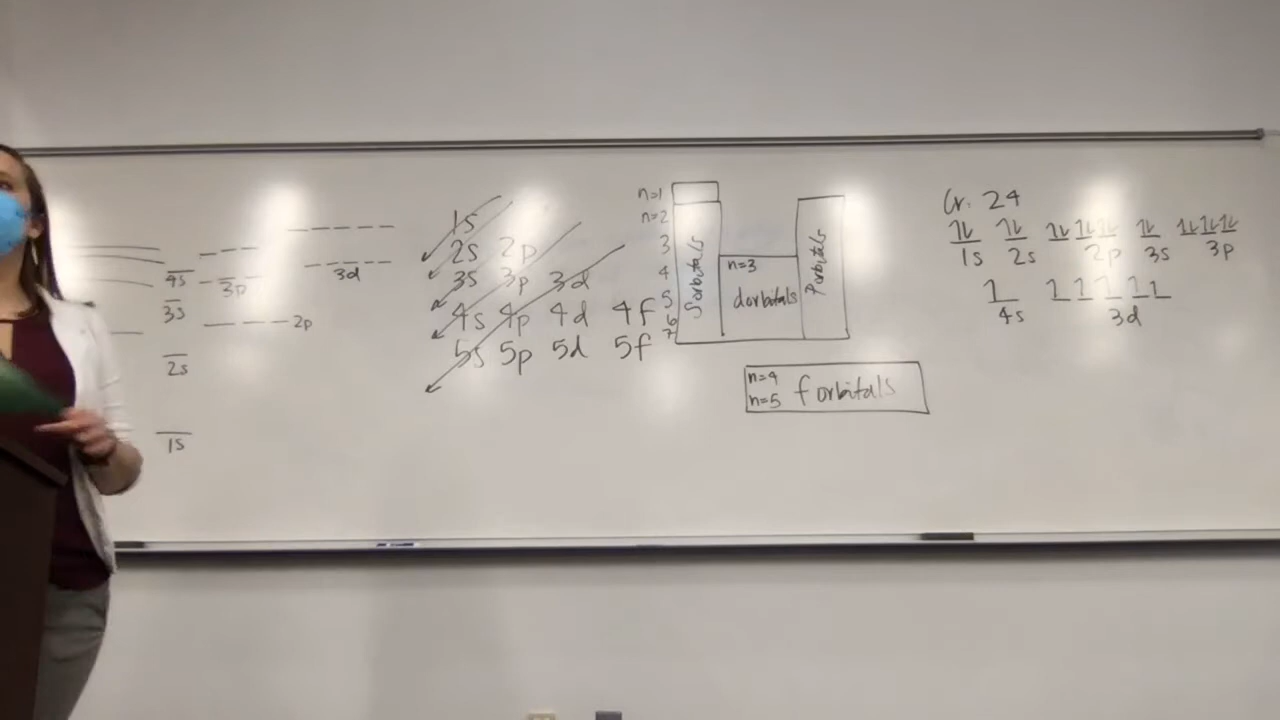 4s
3p
3d
3s
2p
2s
1s
1s
2s 2p
3s 3p 3d
4s 4p 4d 4f
5s 5p 5d 5f
n=1
n=2
3
4
5
6
7
S orbitals
n=3
d orbitals
P orbitals
n=4
n=5
f orbitals
Cr: 24
1s 2s 2p 3s 3p
4s 3d